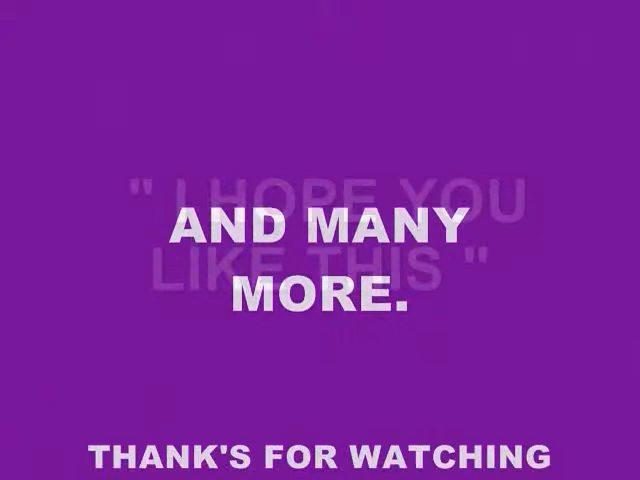 " I HOPE YOU
AND MANY
LIKE THIS "
MORE.
THANK'S FOR WATCHING